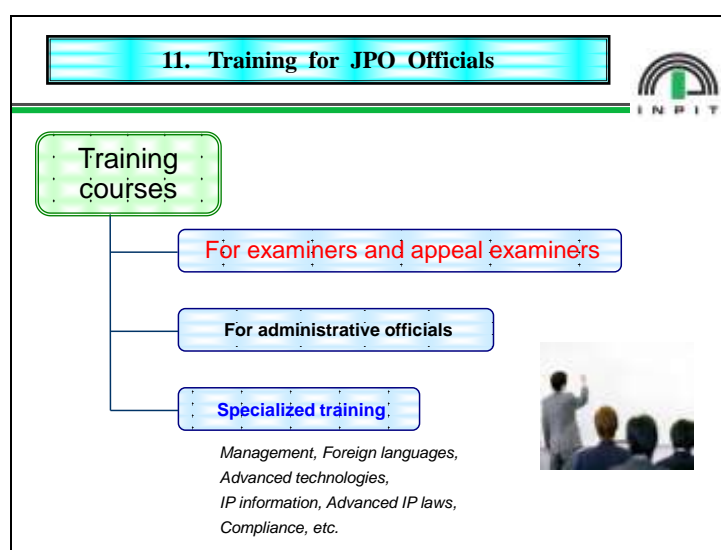 11. Training for JPO Officials
INPIT
Training
courses
For examiners and appeal examiners
For administrative officials
Specialized training
Management, Foreign languages,
Advanced technologies,
IP information, Advanced IP laws,
Compliance, etc.